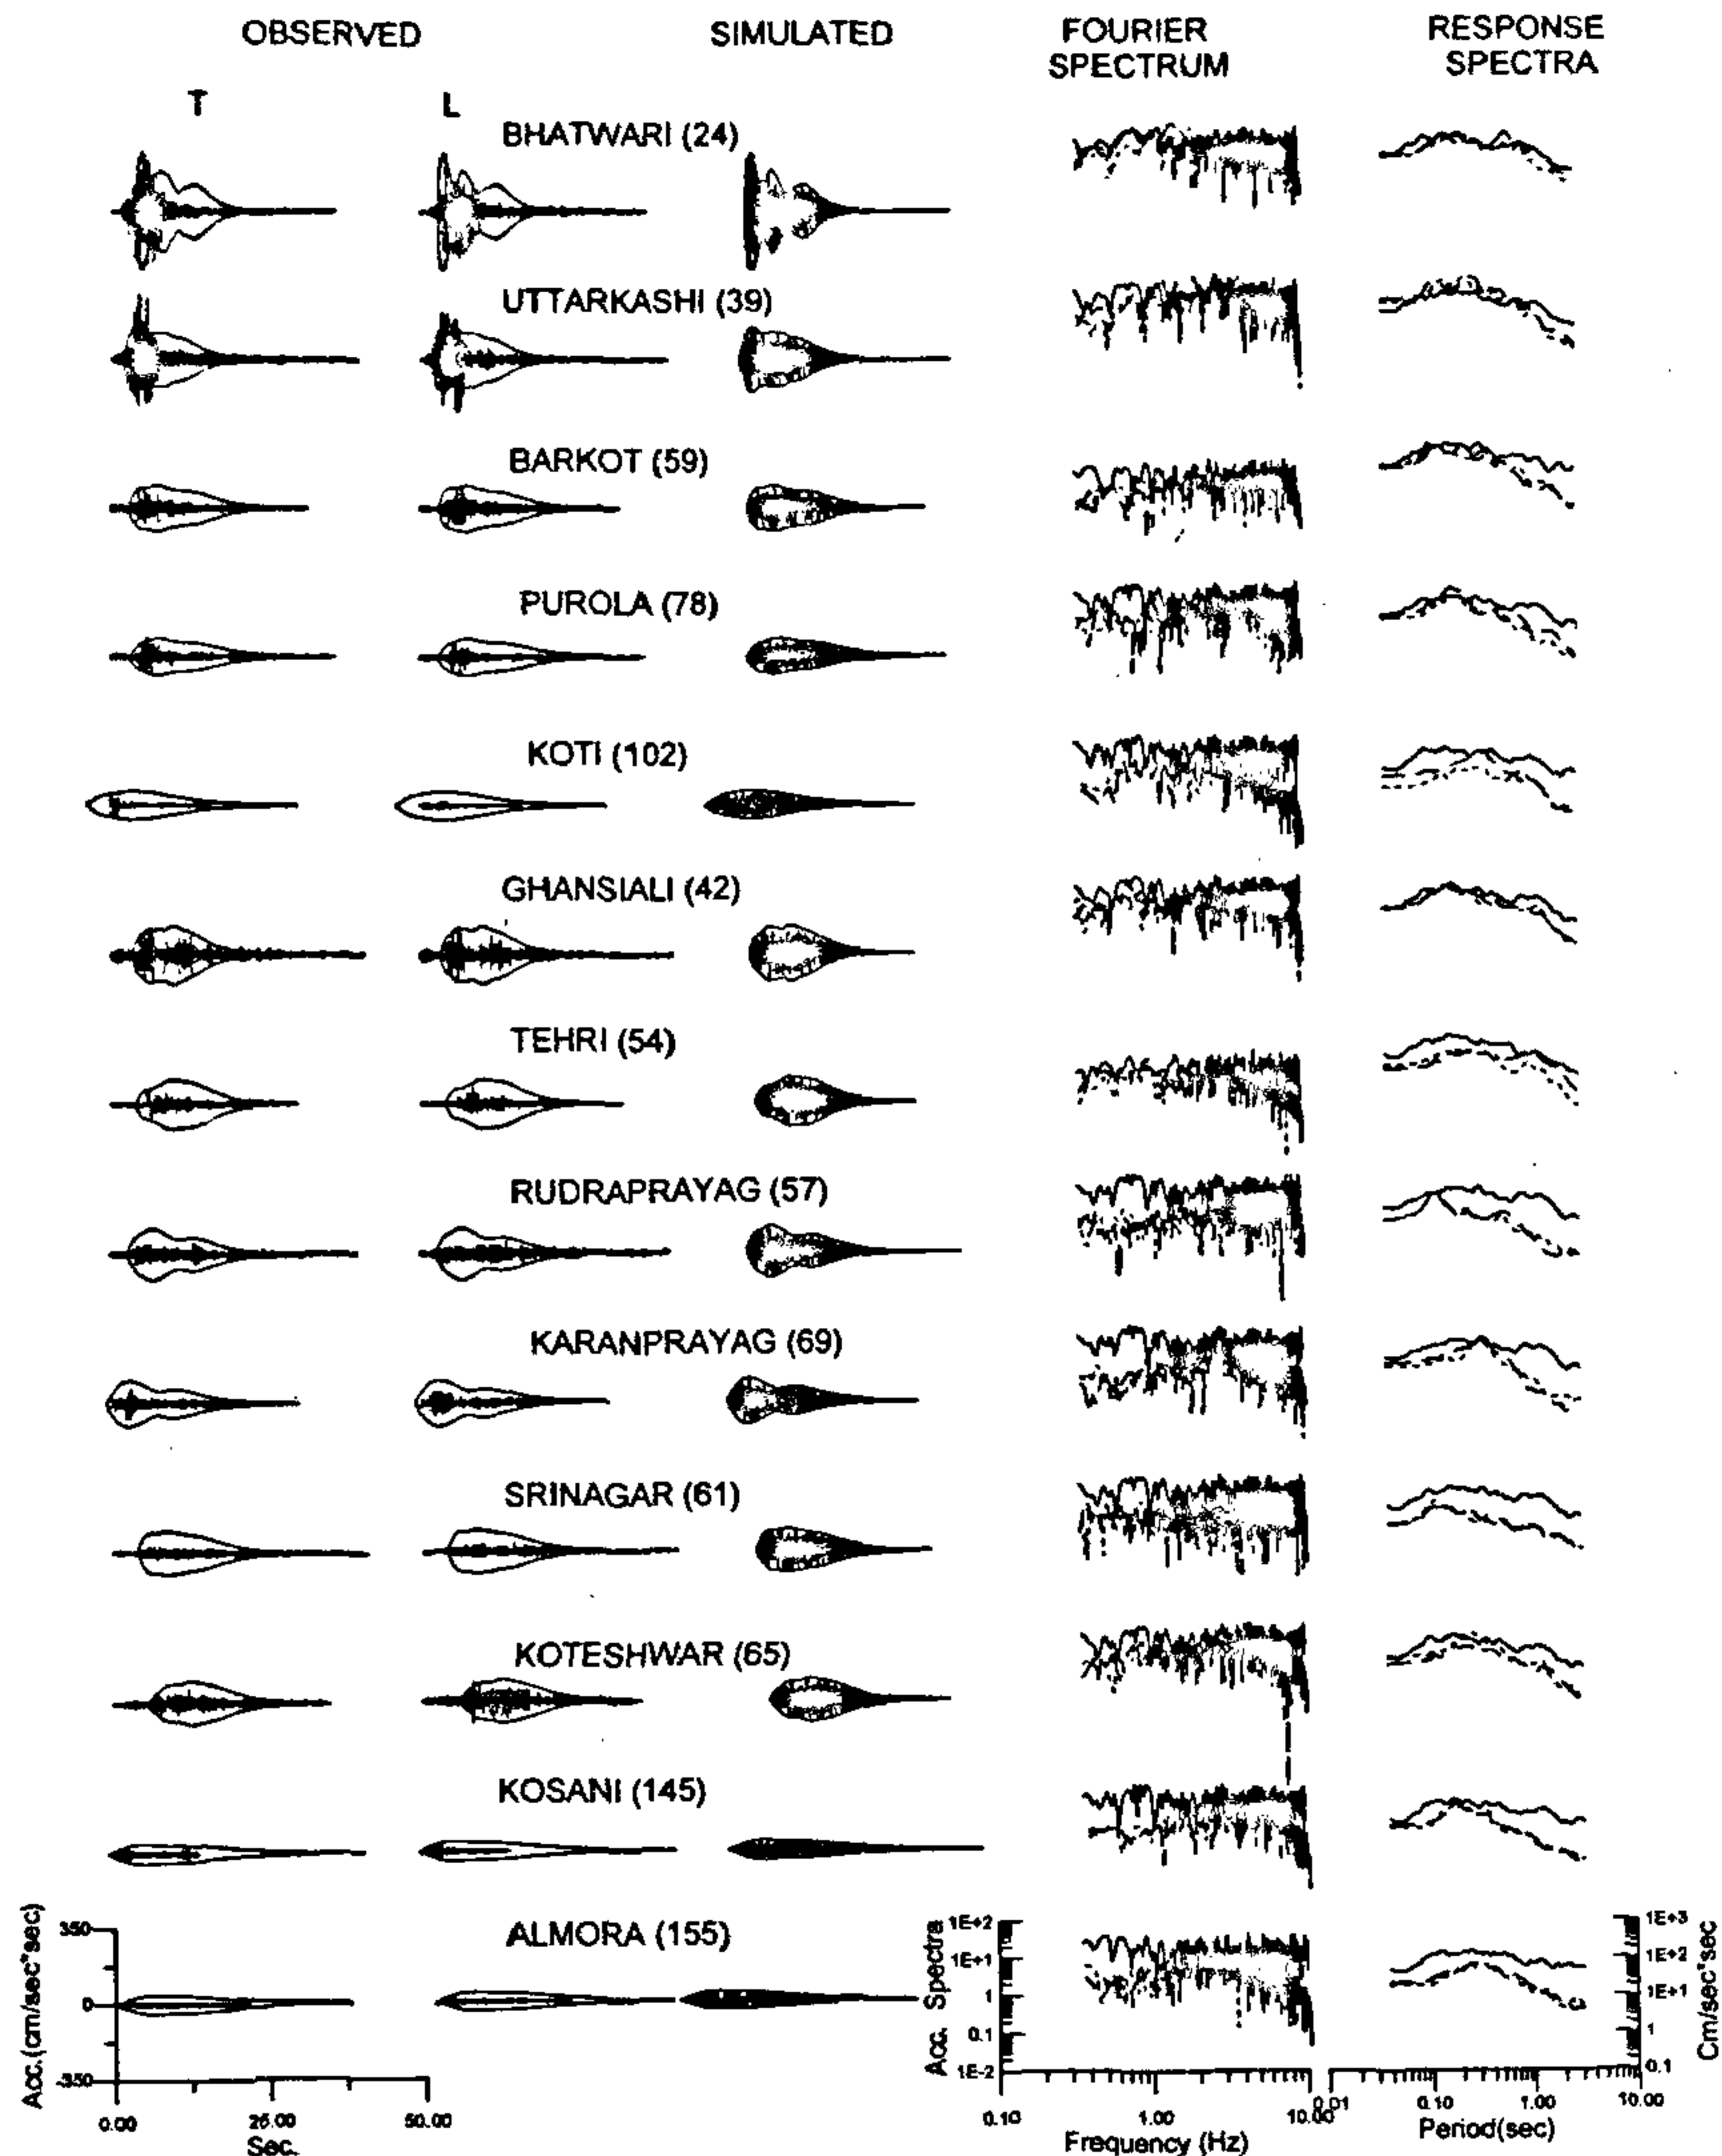 OBSERVED
SIMULATED
FOURIER
SPECTRUM
RESPONSE
SPECTRA
T
L
BHATWARI (24)
UTTARKASHI (39)
BARKOT (59)
PUROLA (78)
KOTI (102)
GHANSIALI (42)
TEHRI (54)
RUDRAPRAYAG (57)
KARANPRAYAG (69)
SRINAGAR (61)
KOTESHWAR (65)
KOSANI (145)
ALMORA (155)
Acc.(cm/sec*sec)
350
0
-350
0.00
25.00
50.00
Sec.
Acc. Spectra
1E+2
1E+1
1
0.1
1E-2
0.10
1.00
10.00
Frequency (Hz)
0.01
0.10
1.00
10.00
Period(sec)
1E+3
1E+2
1E+1
1
0.1
Cm/sec*sec